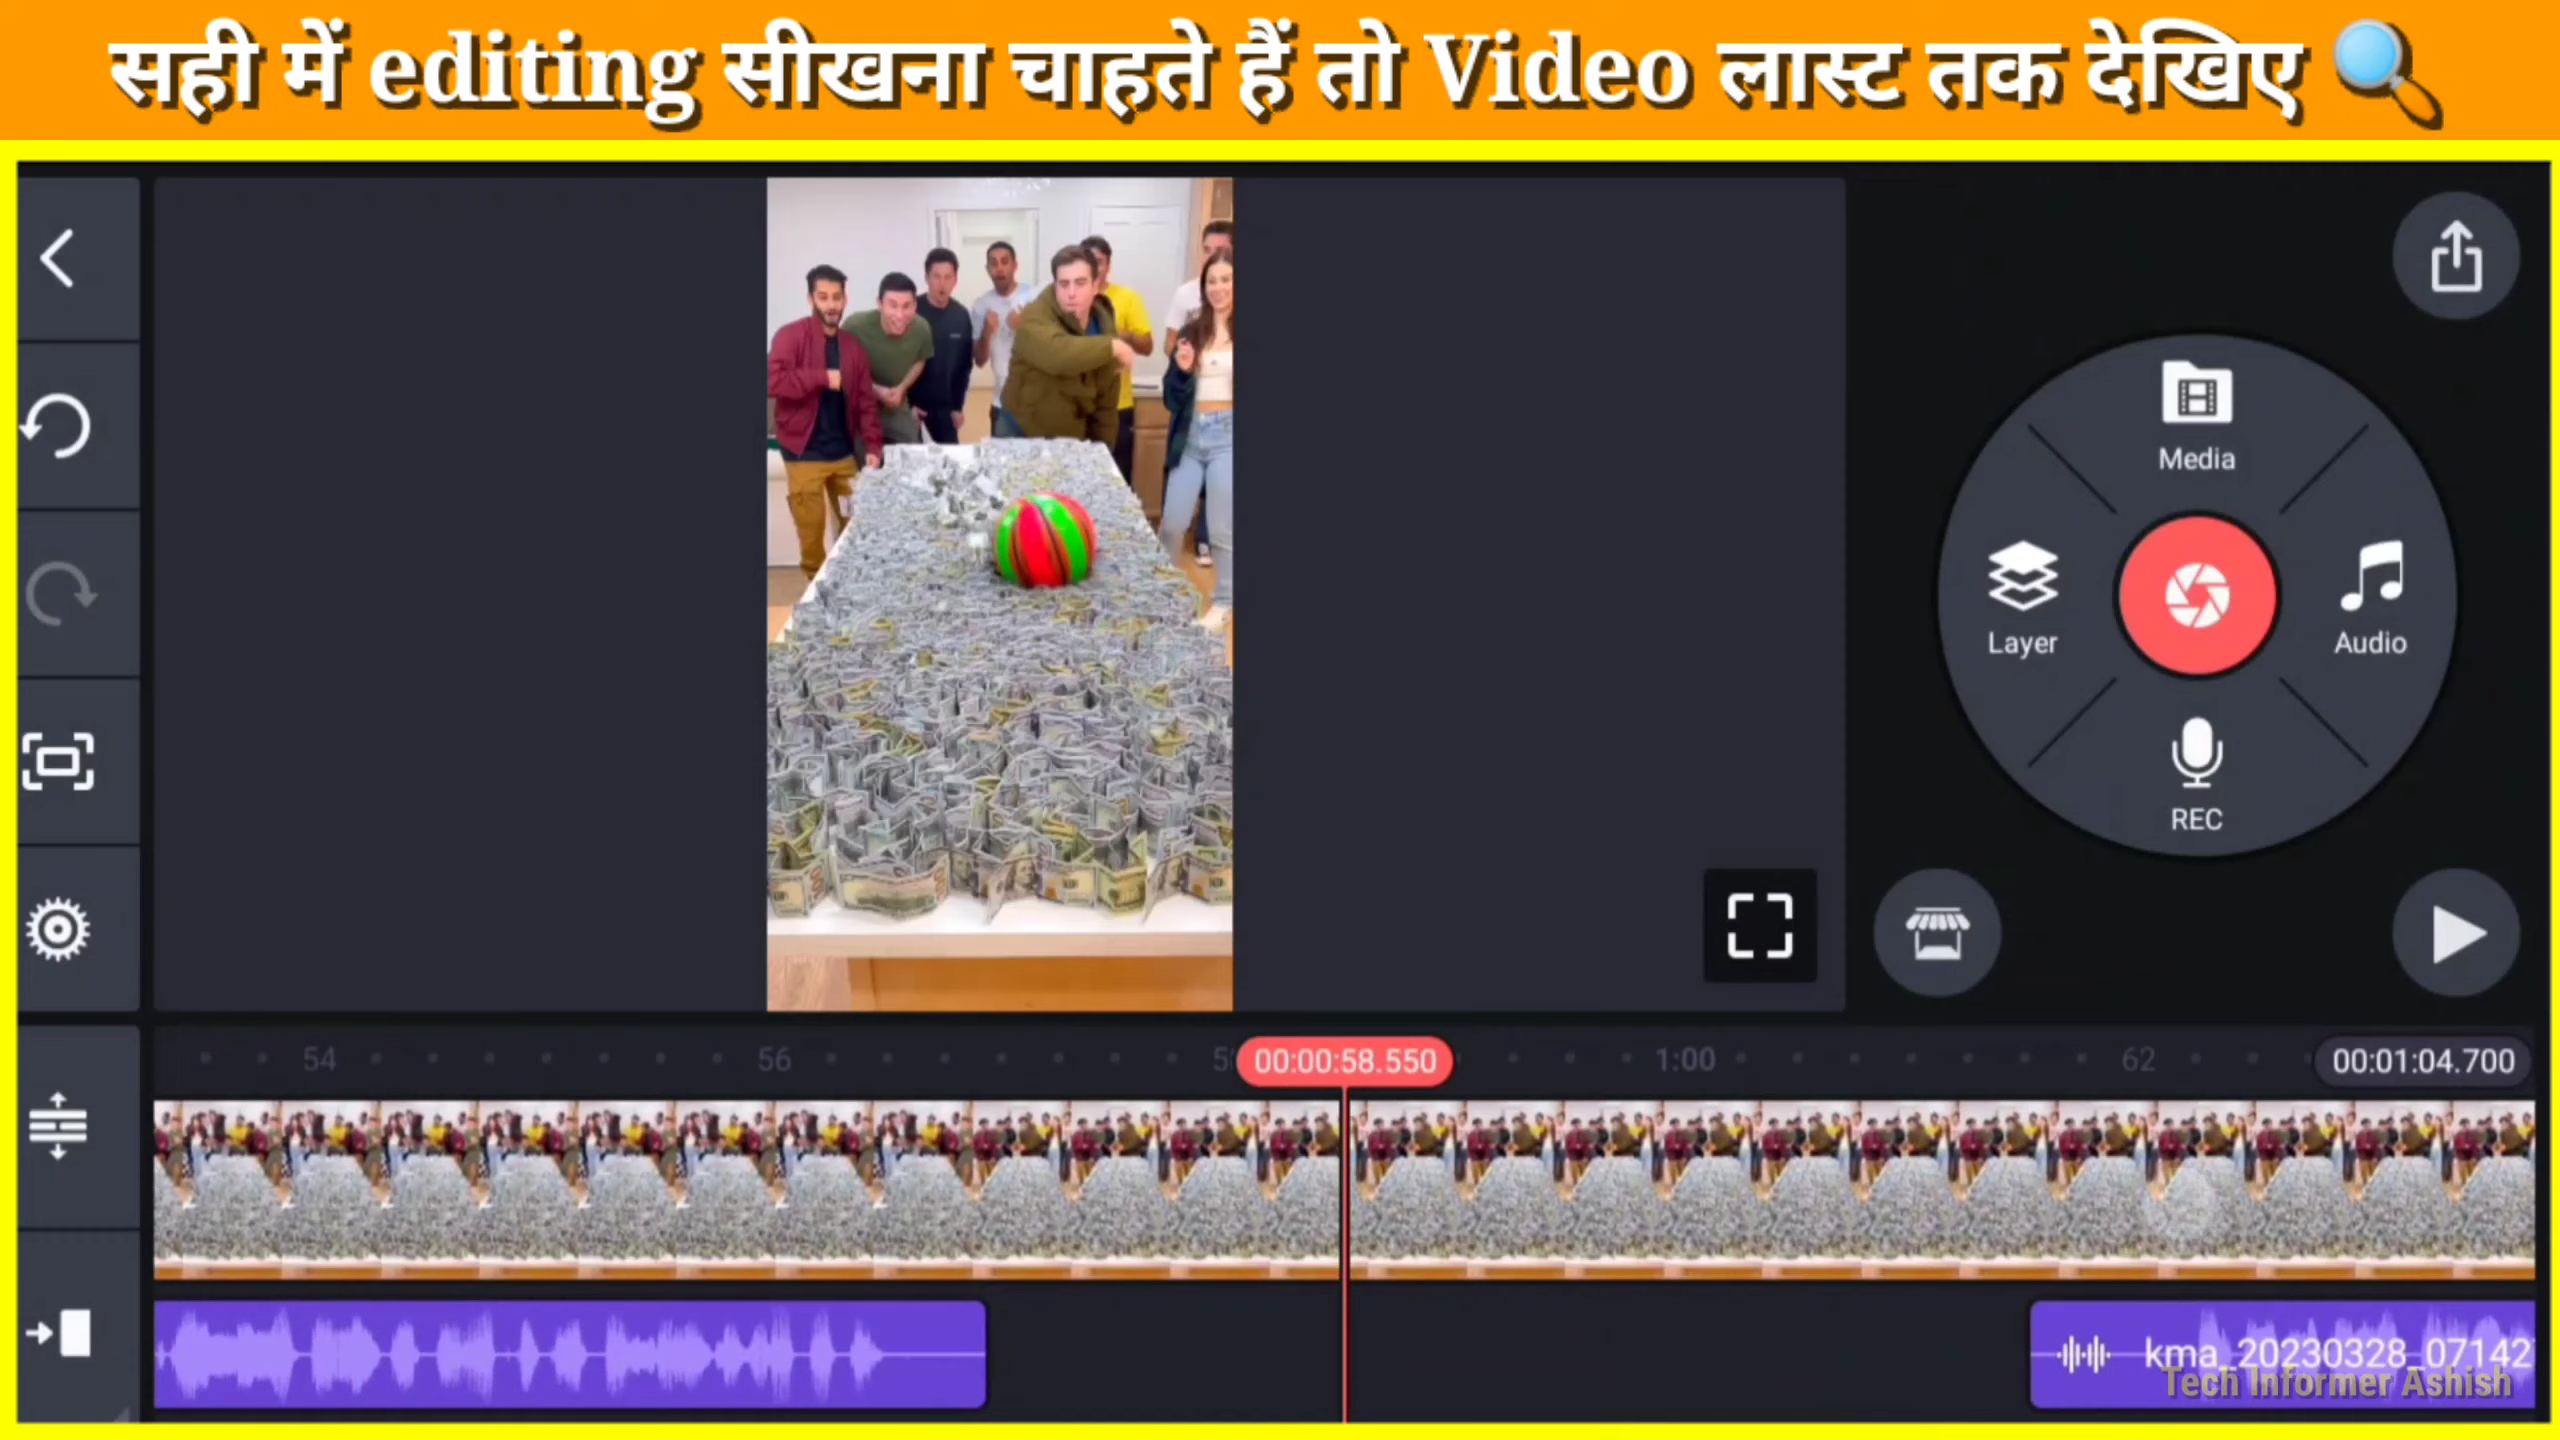 सही में editing सीखना चाहते हैं तो Video लास्ट तक देखिए
Media
Layer
Audio
REC
54
56
00:00:58.550
1:00
62
00:01:04.700
kma_20230328_07142
Tech Informer Ashish